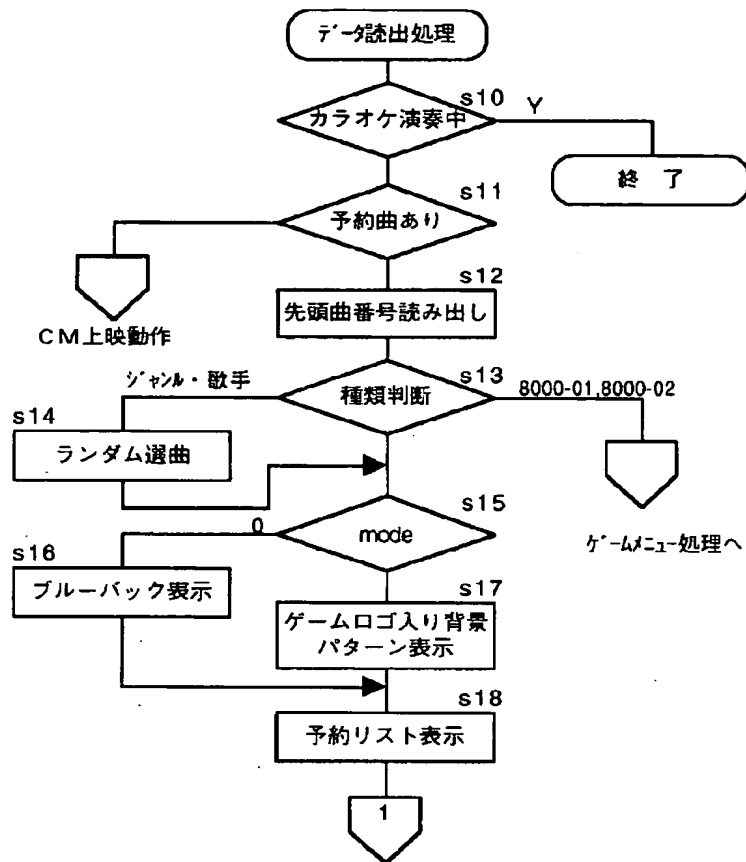 データ読出処理
s10
カラオケ演奏中
Y
終 了
s11
予約曲あり
CM上映動作
s12
先頭曲番号読み出し
s13
ジャンル・歌手
種類判断
8000-01,8000-02
s14
ランダム選曲
ゲームメニュー処理へ
s15
0
mode
s16
ブルーバック表示
s17
ゲームロゴ入り背景
パターン表示
s18
予約リスト表示
1